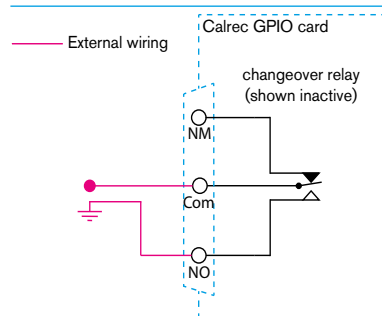 Calrec GPIO card
External wiring
changeover relay
(shown inactive)
NM
Com
NO